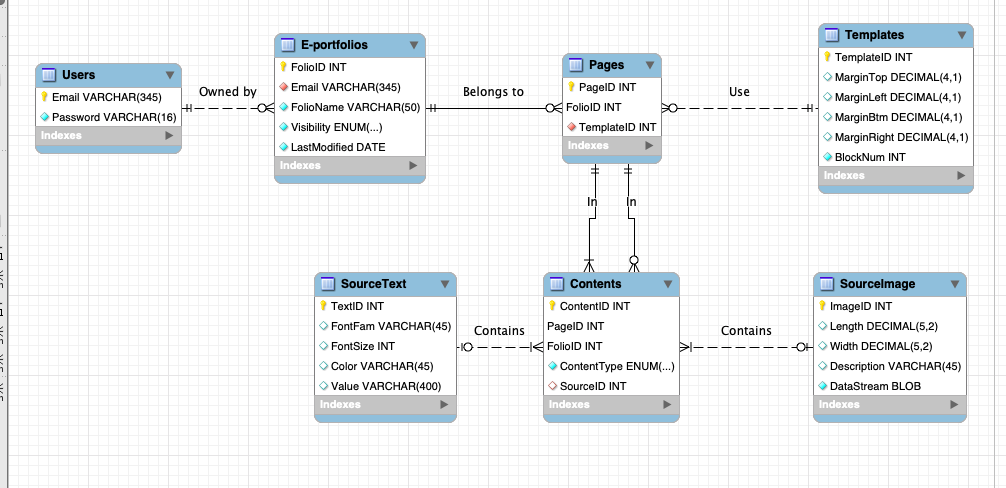 Users
Email VARCHAR(345)
Password VARCHAR(16)
Indexes
Owned by
E-portfolios
FolioID INT
Email VARCHAR(345)
FolioName VARCHAR(50)
Visibility ENUM(...)
LastModified DATE
Indexes
Belongs to
Pages
PageID INT
FolioID INT
TemplateID INT
Indexes
Use
Templates
TemplateID INT
MarginTop DECIMAL(4,1)
MarginLeft DECIMAL(4,1)
MarginBtm DECIMAL(4,1)
MarginRight DECIMAL(4,1)
BlockNum INT
Indexes
In
In
SourceText
TextID INT
FontFam VARCHAR(45)
FontSize INT
Color VARCHAR(45)
Value VARCHAR(400)
Indexes
Contains
Contents
ContentID INT
PageID INT
FolioID INT
ContentType ENUM(...)
SourceID INT
Indexes
Contains
SourceImage
ImageID INT
Length DECIMAL(5,2)
Width DECIMAL(5,2)
Description VARCHAR(45)
DataStream BLOB
Indexes